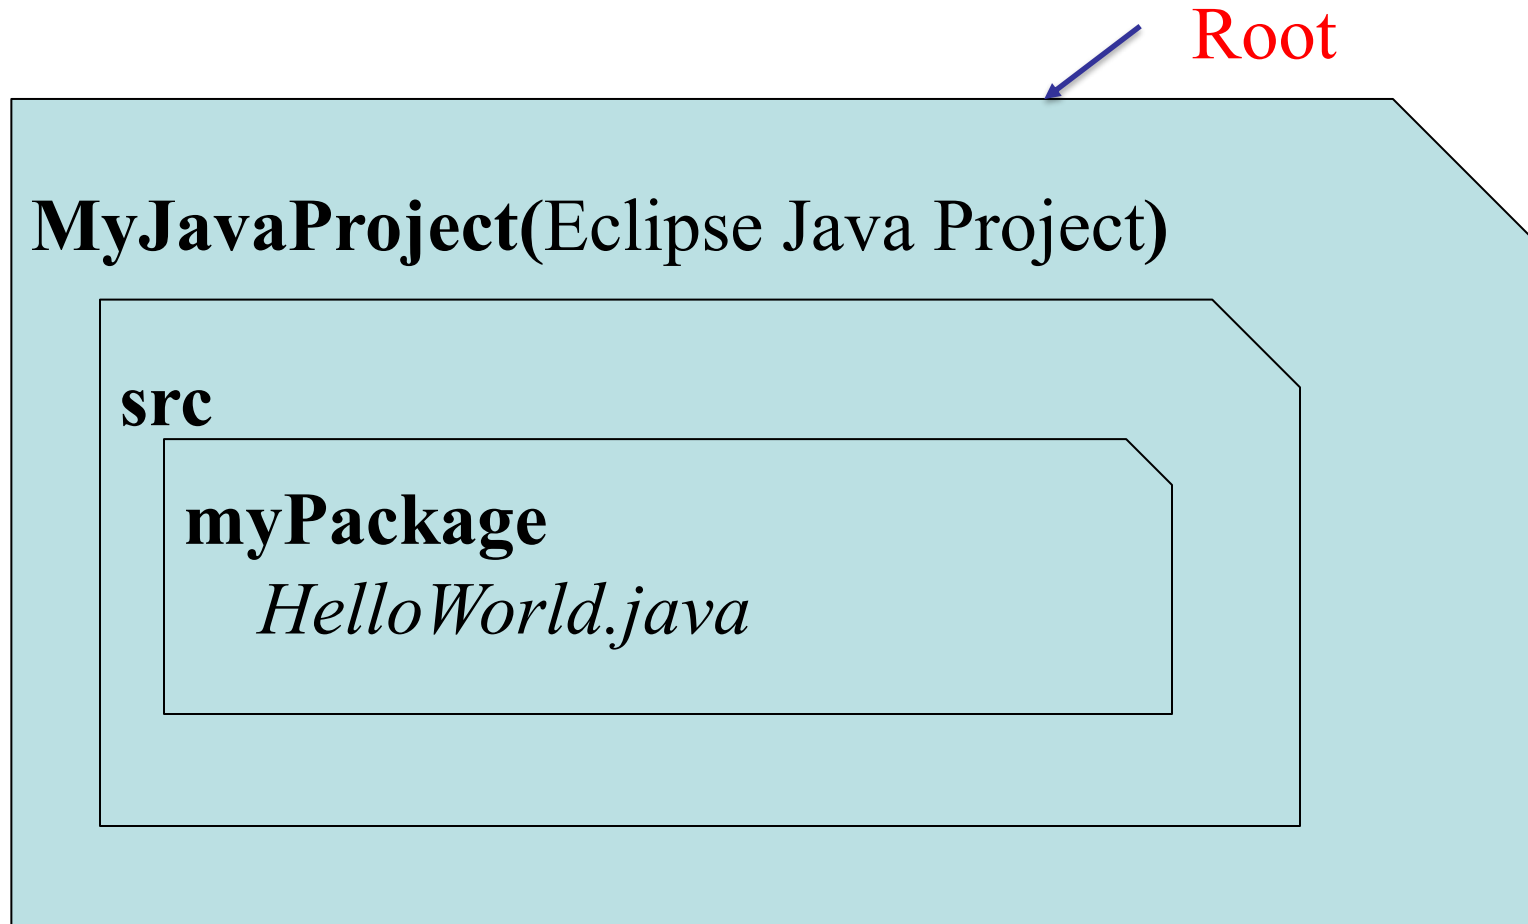 Root
MyJavaProject(Eclipse Java Project)
src
myPackage
HelloWorld.java